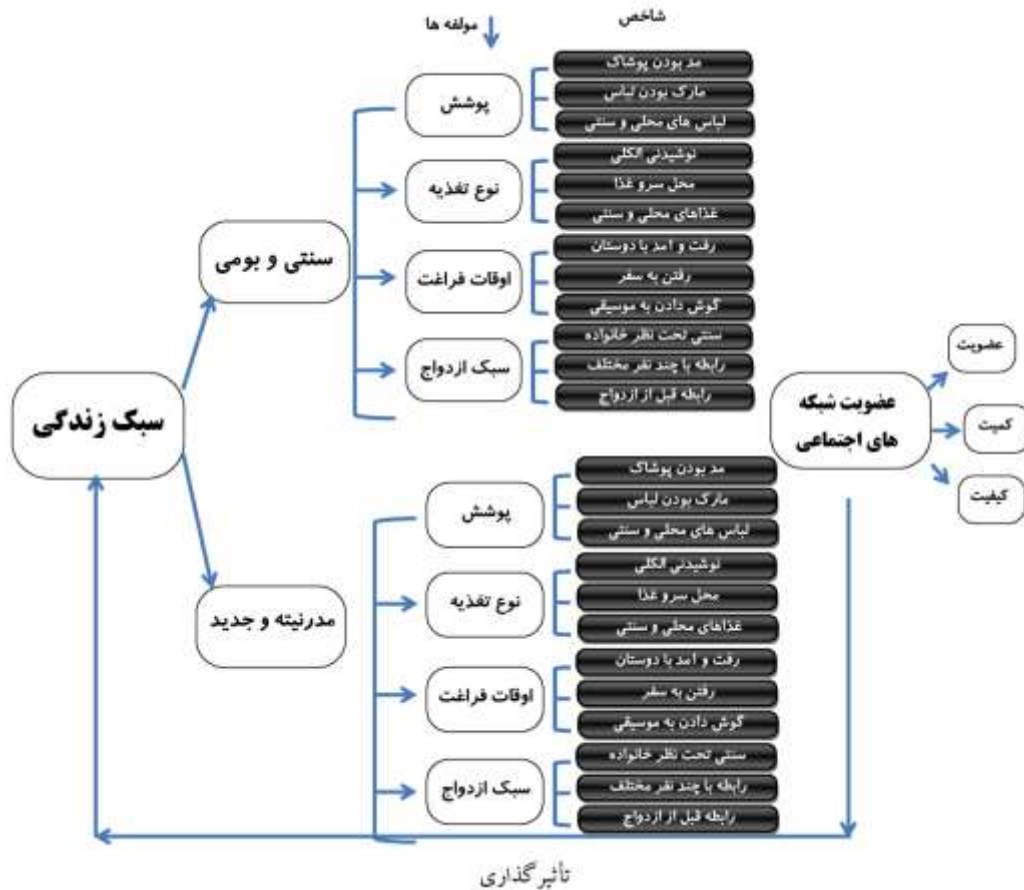 شاخص
مولفه ها
مد بودن پوشاک
مارک بودن لباس
لباس های محلی و سنتی
پوشش
نوشیدنی الکلی
محل سرو غذا
غذاهای محلی و سنتی
نوع تغذیه
رفت و آمد با دوستان
رفتن به سفر
گوش دادن به موسیقی
اوقات فراغت
سنتی تحت نظر خانواده
رابطه با چند نفر مختلف
رابطه قبل از ازدواج
سبک ازدواج
سنتی و بومی
سبک زندگی
عضویت شبکه
های اجتماعی
عضویت
کمیت
کیفیت
مد بودن پوشاک
مارک بودن لباس
لباس های محلی و سنتی
پوشش
نوشیدنی الکلی
محل سرو غذا
غذاهای محلی و سنتی
نوع تغذیه
مدرنیته و جدید
رفت و آمد با دوستان
رفتن به سفر
گوش دادن به موسیقی
اوقات فراغت
سنتی تحت نظر خانواده
رابطه با چند نفر مختلف
رابطه قبل از ازدواج
سبک ازدواج
تأثیرگذاری